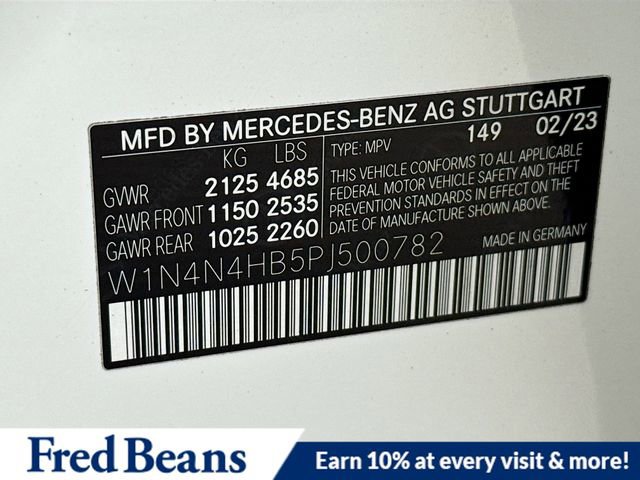 MFD BY MERCEDES-BENZ AG STUTTGART
KG LBS
GVWR 2125 4685
GAWR FRONT 1150 2535
GAWR REAR 1025 2260
TYPE: MPV 149 02/23
THIS VEHICLE CONFORMS TO ALL APPLICABLE
FEDERAL MOTOR VEHICLE SAFETY AND THEFT
PREVENTION STANDARDS IN EFFECT ON THE
DATE OF MANUFACTURE SHOWN ABOVE.
W1N4N4HB5PJ500782
MADE IN GERMANY
Fred Beans
Earn 10% at every visit & more!